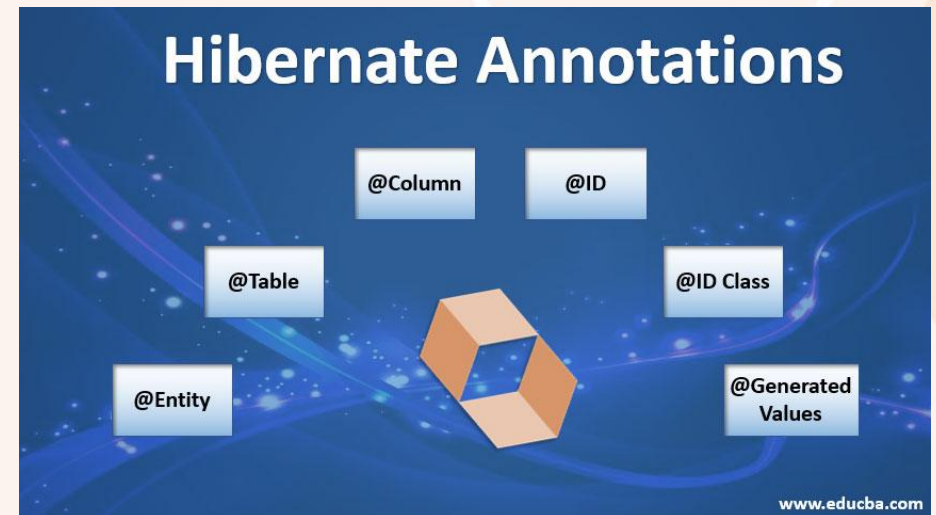 Hibernate Annotations
@Column
@ID
@Table
@ID Class
@Entity
@Generated
Values
www.educba.com